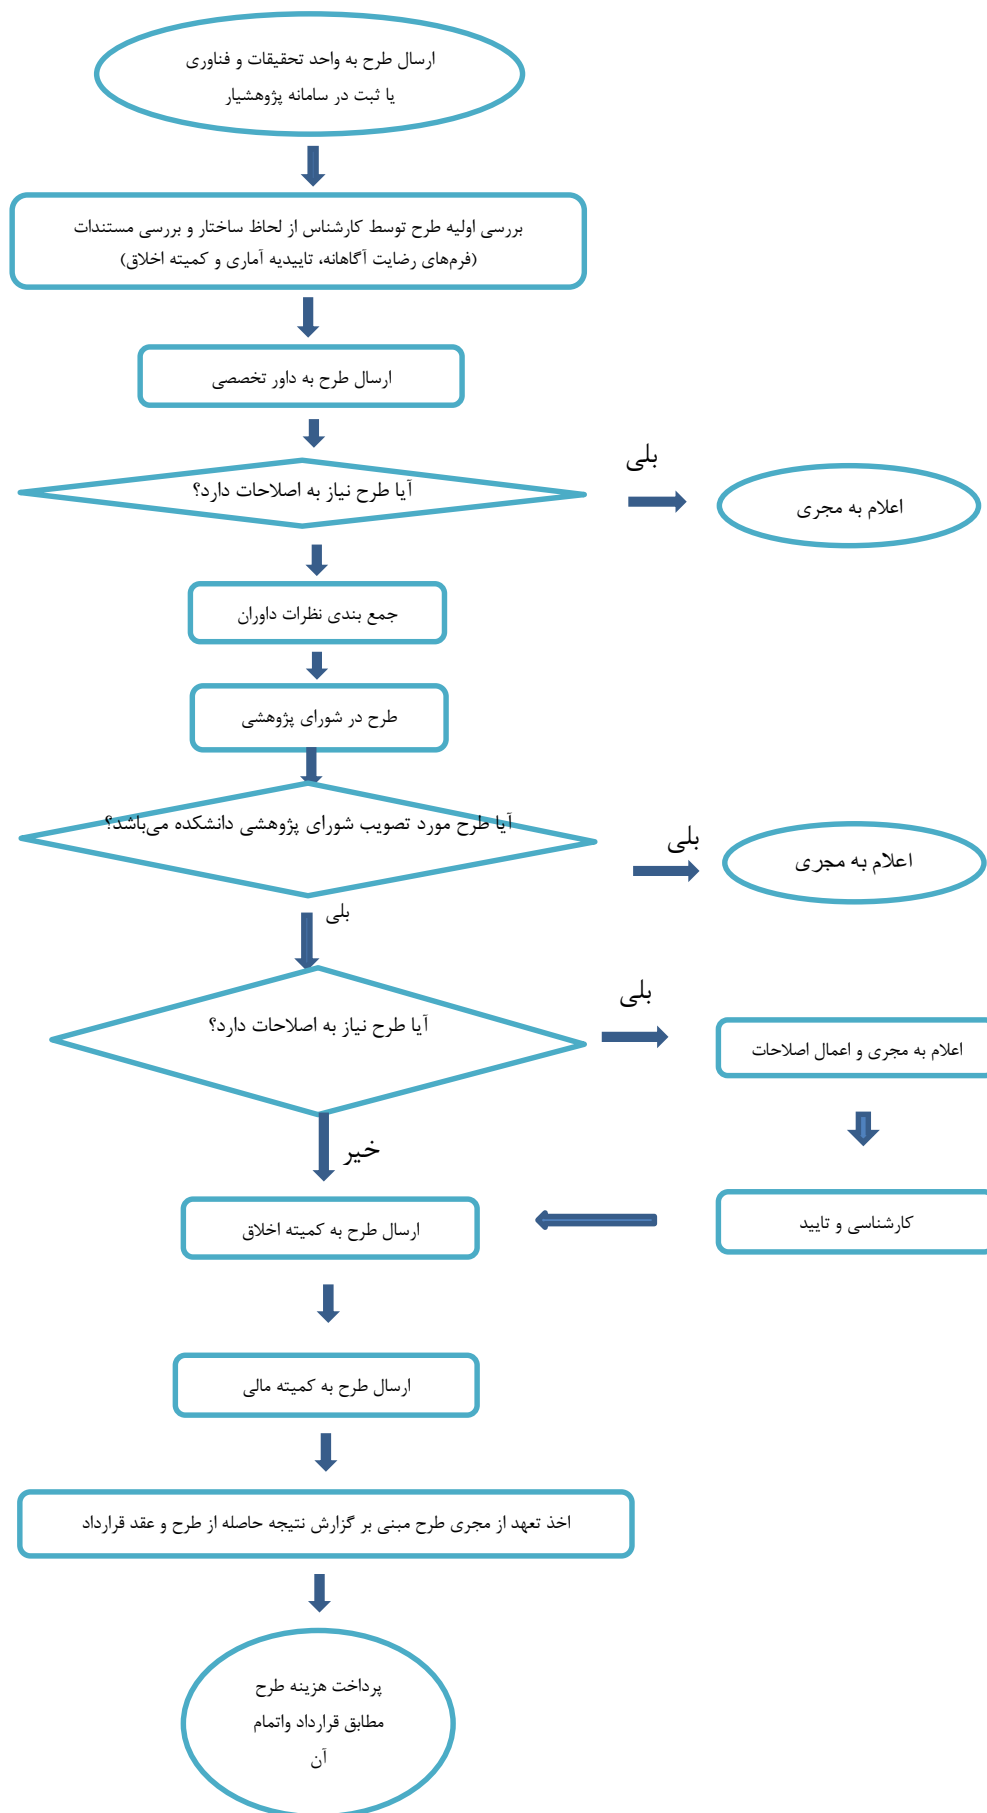 ارسال طرح به واحد تحقیقات و فناوری
یا ثبت در سامانه پژوهشیار
بررسی اولیه طرح توسط کارشناس از لحاظ ساختار و بررسی مستندات
(فرم‌های رضایت آگاهانه، تاییدیه آماری و کمیته اخلاق)
ارسال طرح به داور تخصصی
آیا طرح نیاز به اصلاحات دارد؟
بلی
اعلام به مجری
جمع بندی نظرات داوران
طرح در شورای پژوهشی
آیا طرح مورد تصویب شورای پژوهشی دانشکده می‌باشد؟
بلی
اعلام به مجری
بلی
آیا طرح نیاز به اصلاحات دارد؟
بلی
اعلام به مجری و اعمال اصلاحات
خیر
کارشناسی و تایید
ارسال طرح به کمیته اخلاق
ارسال طرح به کمیته مالی
اخذ تعهد از مجری طرح مبنی بر گزارش نتیجه حاصله از طرح و عقد قرارداد
پرداخت هزینه طرح
مطابق قرارداد واتمام
آن